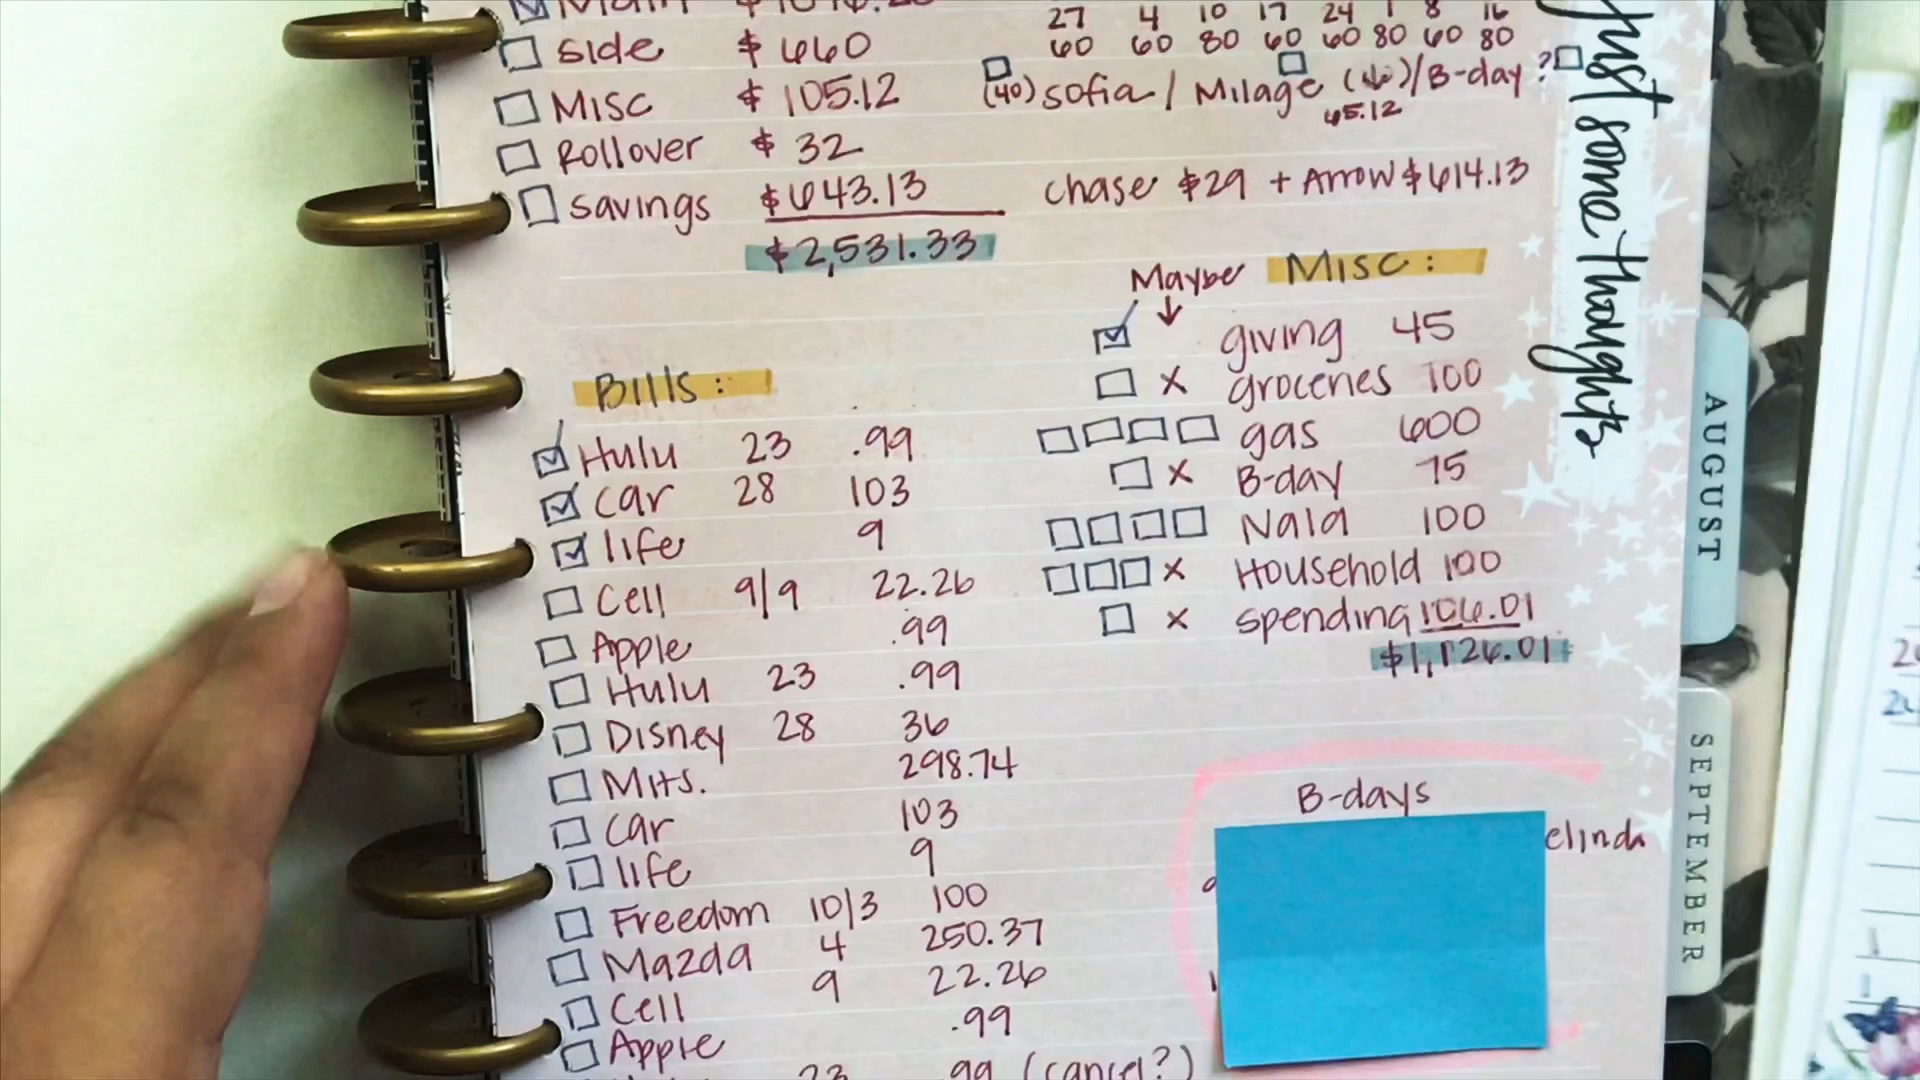 27 4 10 17 24 1 8 16
side $660 60 60 80 60 60 80 60 80
Misc $105.12 (40) sofia / Milage /B-day ?
65.12
Rollover $32
savings $643.13 chase $29 + Arrow $614.13
$2,531.33
Just some thoughts
Maybe Misc:
giving 45
x groceries 100
gas 600
x B-day 75
Nala 100
x Household 100
x spending 106.01
$1,126.01
Bills:
Hulu 23 .99
car 28 103
life 9
Cell 9/9 22.26
Apple .99
Hulu 23 .99
Disney 28 36
Mits. 298.74
car 103
life 9
Freedom 10/3 100
Mazda 4 250.37
Cell 9 22.26
Apple .99
23 .99 (cancel?)
B-days
elinda
AUGUST
SEPTEMBER